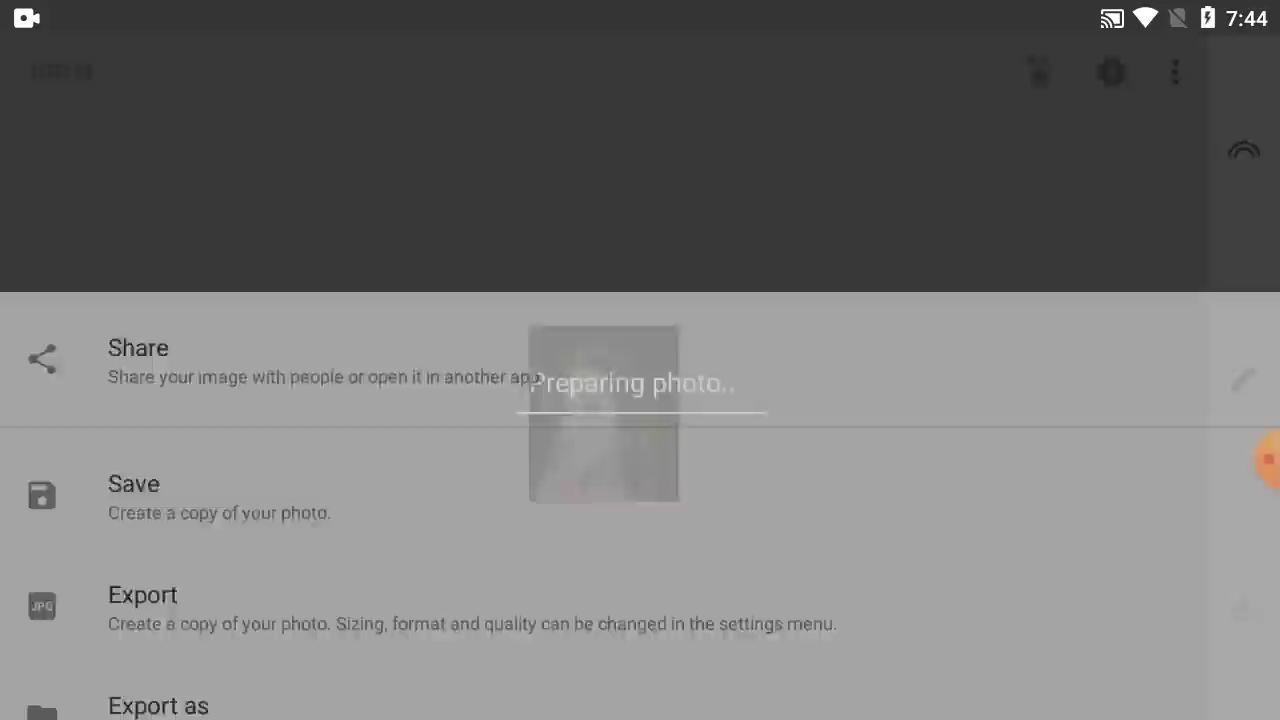 7:44
Share
Share your image with people or open it in another app.
Preparing photo..
Save
Create a copy of your photo.
JPG
Export
Create a copy of your photo. Sizing, format and quality can be changed in the settings menu.
Export as